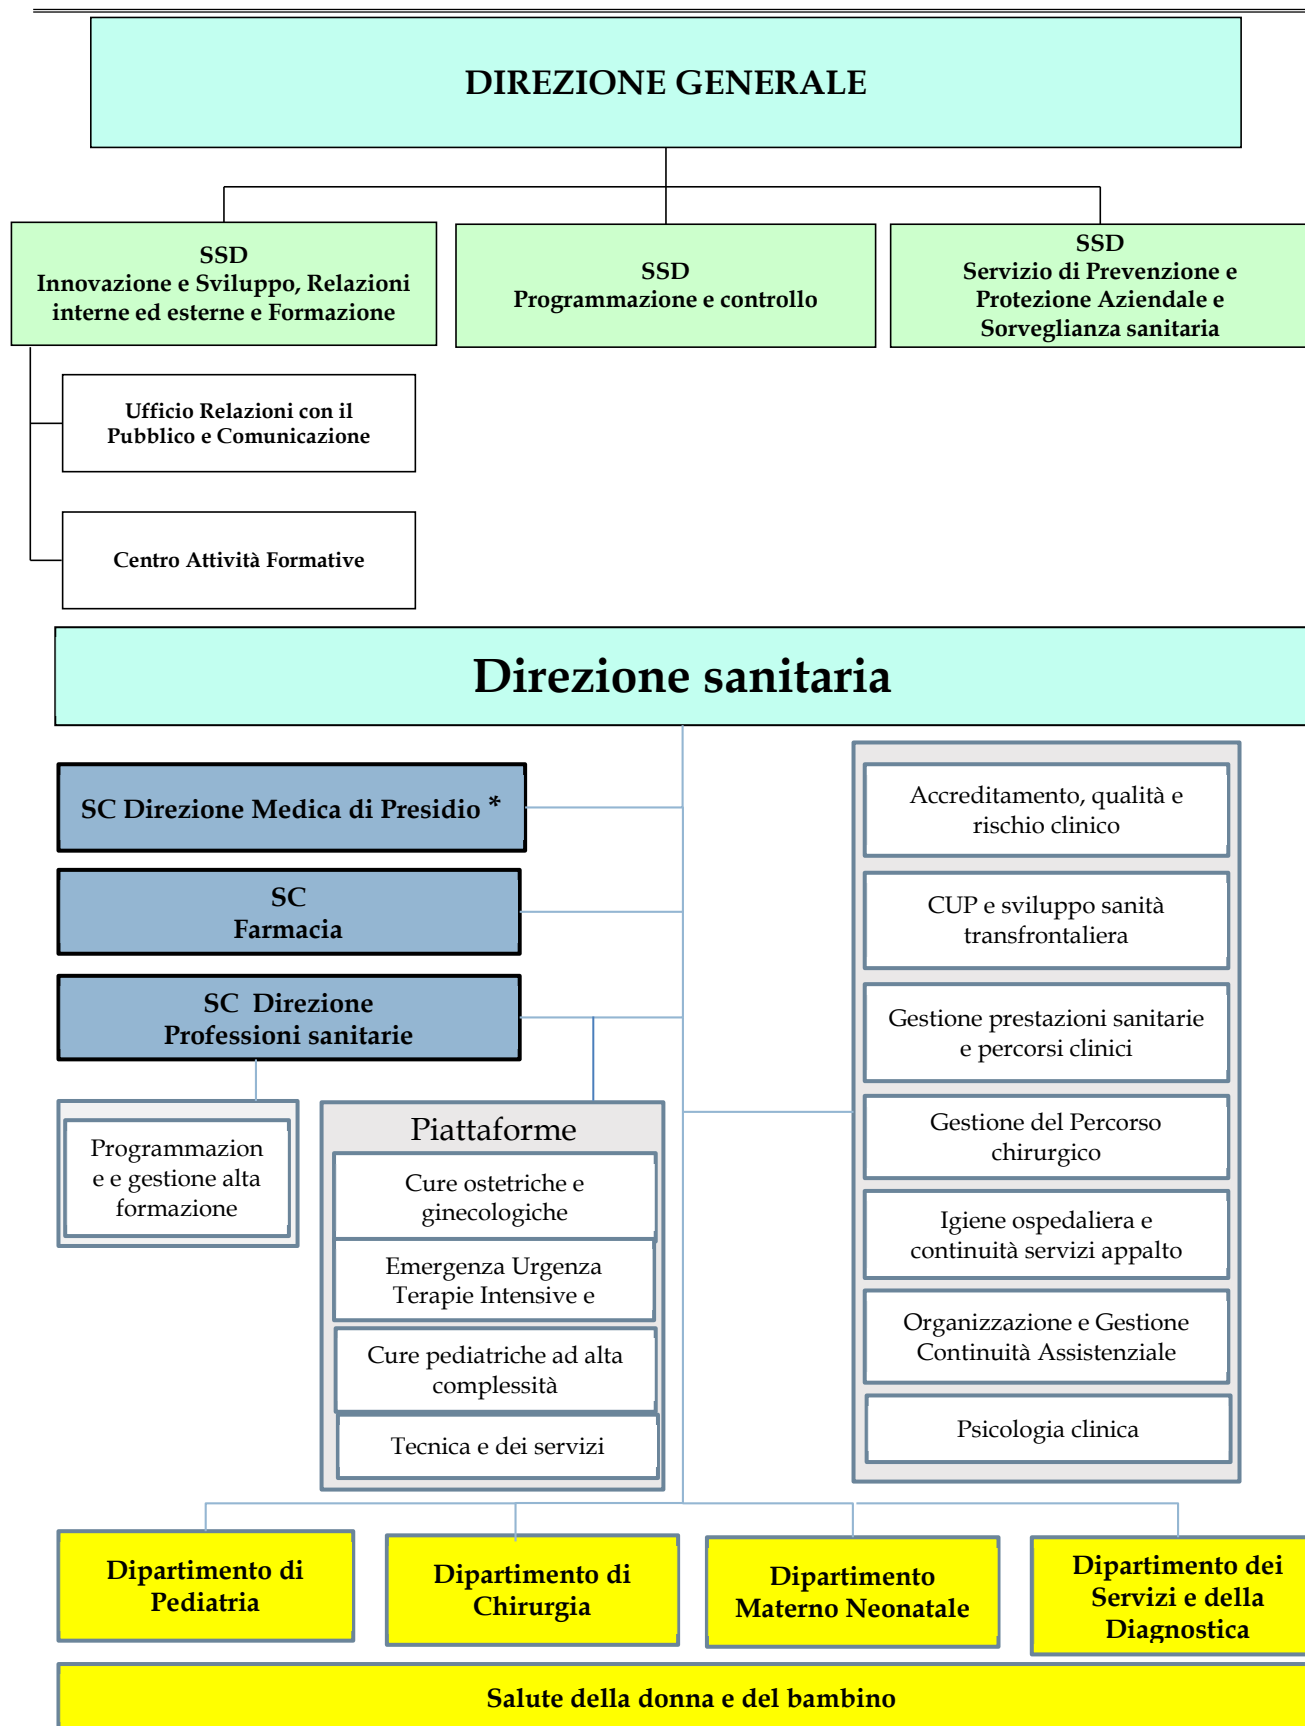 DIREZIONE GENERALE
SSD
Innovazione e Sviluppo, Relazioni
interne ed esterne e Formazione
SSD
Programmazione e controllo
SSD
Servizio di Prevenzione e
Protezione Aziendale e
Sorveglianza sanitaria
Ufficio Relazioni con il
Pubblico e Comunicazione
Centro Attività Formative
Direzione sanitaria
SC Direzione Medica di Presidio *
SC
Farmacia
SC Direzione
Professioni sanitarie
Programmazion
e e gestione alta
formazione
Piattaforme
Cure ostetriche e
ginecologiche
Emergenza Urgenza
Terapie Intensive e
Cure pediatriche ad alta
complessità
Tecnica e dei servizi
Accreditamento, qualità e
rischio clinico
CUP e sviluppo sanità
transfrontaliera
Gestione prestazioni sanitarie
e percorsi clinici
Gestione del Percorso
chirurgico
Igiene ospedaliera e
continuità servizi appalto
Organizzazione e Gestione
Continuità Assistenziale
Psicologia clinica
Dipartimento di
Pediatria
Dipartimento di
Chirurgia
Dipartimento
Materno Neonatale
Dipartimento dei
Servizi e della
Diagnostica
Salute della donna e del bambino